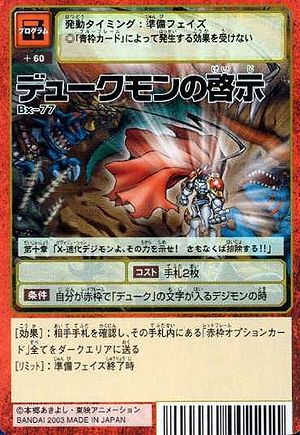 P
プログラム
+60
発動タイミング:準備フェイズ
◎「青枠カード」によって発生する効果を受けない
デュークモンの啓示
Bx-77
第十章「X-進化デジモンよ、その力を示せ! さもなくは排除する!!」
コスト 手札2枚
条件 自分が赤枠で「デューク」の文字が入るデジモンの時
[効果]:相手手札を確認し、その手札内にある「赤枠オプションカード」全てをダークエリアに送る
[リミット]:準備フェイズ終了時
©本郷あきよし・東映アニメーション
BANDAI 2003 MADE IN JAPAN